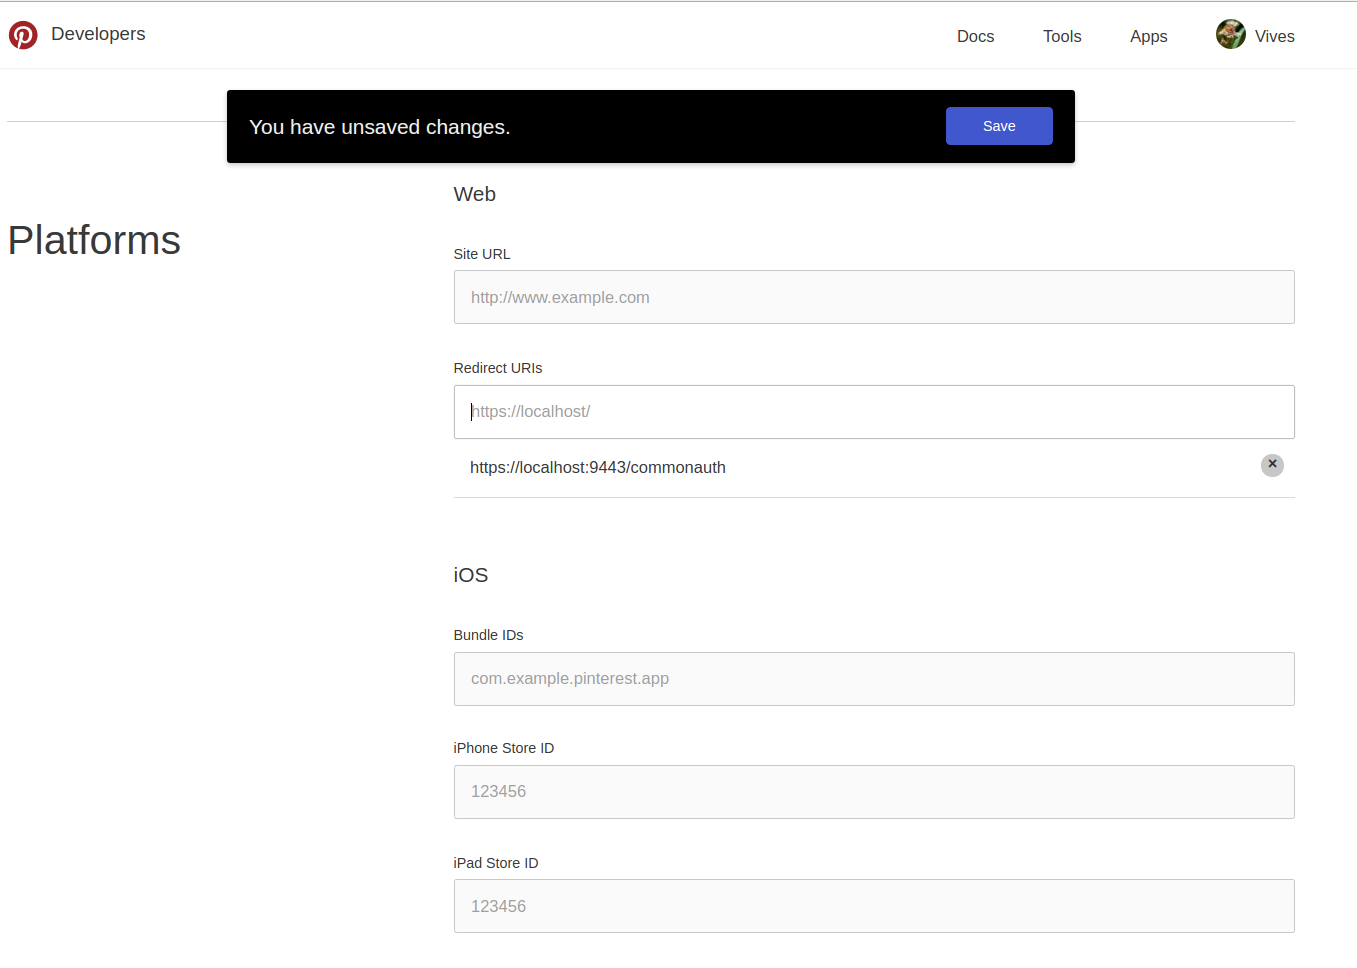 Developers
Docs
Tools
Apps
Vives
You have unsaved changes.
Save
Web
Platforms
Site URL
http://www.example.com
Redirect URIs
https://localhost/
https://localhost:9443/commonauth
iOS
Bundle IDs
com.example.pinterest.app
iPhone Store ID
123456
iPad Store ID
123456